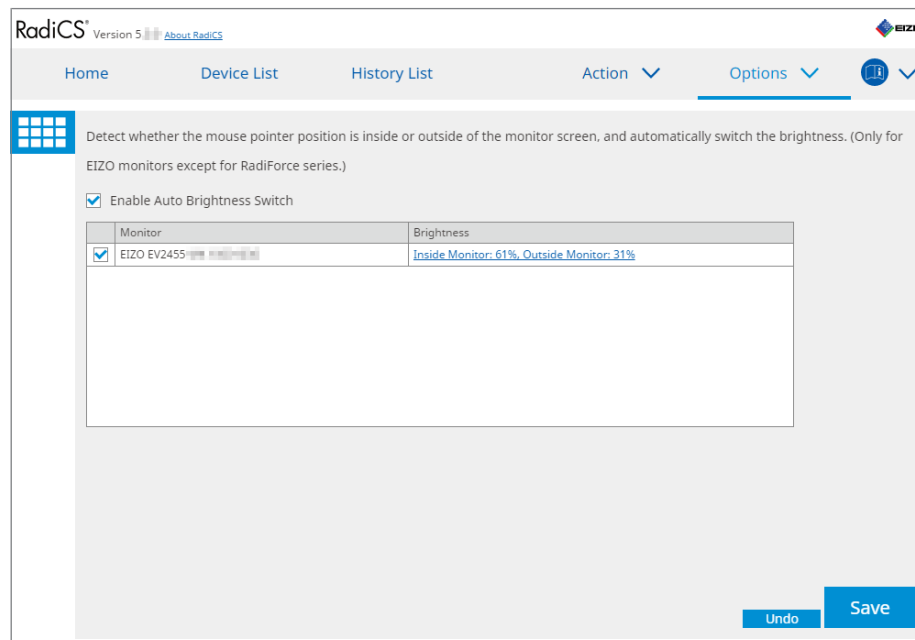 RadiCS® Version 5. About RadiCS
EIZ
Home Device List History List Action Options
Detect whether the mouse pointer position is inside or outside of the monitor screen, and automatically switch the brightness. (Only for
EIZO monitors except for RadiForce series.)
Enable Auto Brightness Switch
Monitor Brightness
EIZO EV2455 Inside Monitor: 61%, Outside Monitor: 31%
Save
Undo